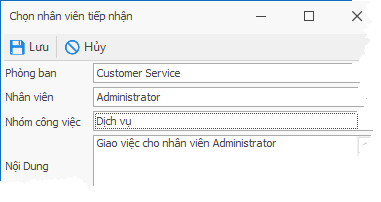 Chọn nhân viên tiếp nhận
Lưu Hủy
Phòng ban Customer Service
Nhân viên Administrator
Nhóm công việc Dịch vụ
Nội Dung Giao việc cho nhân viên Administrator